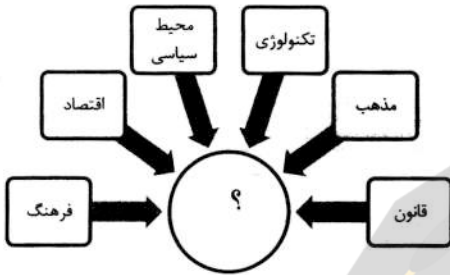 محیط
سیاسی
تکنولوژی
اقتصاد
مذهب
فرهنگ
؟
قانون